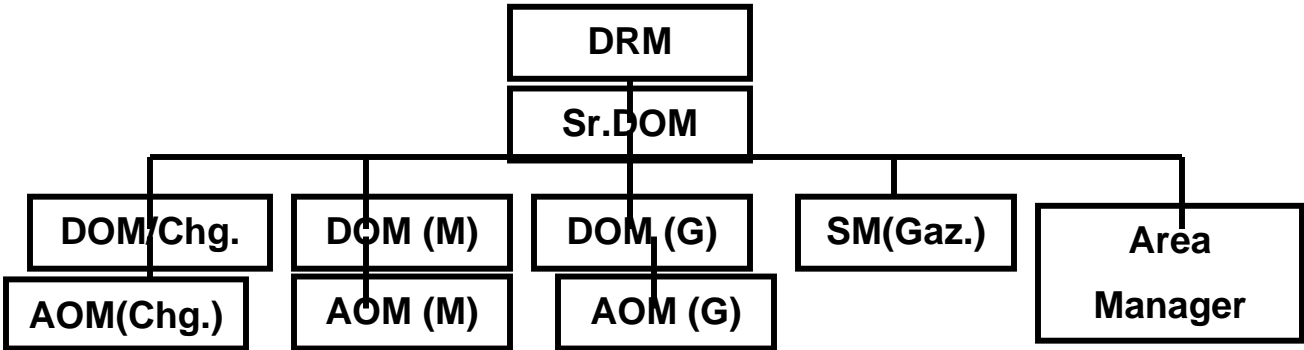 DRM
Sr.DOM
DOM/Chg.
DOM (M)
DOM (G)
SM(Gaz.)
Area
Manager
AOM(Chg.)
AOM (M)
AOM (G)